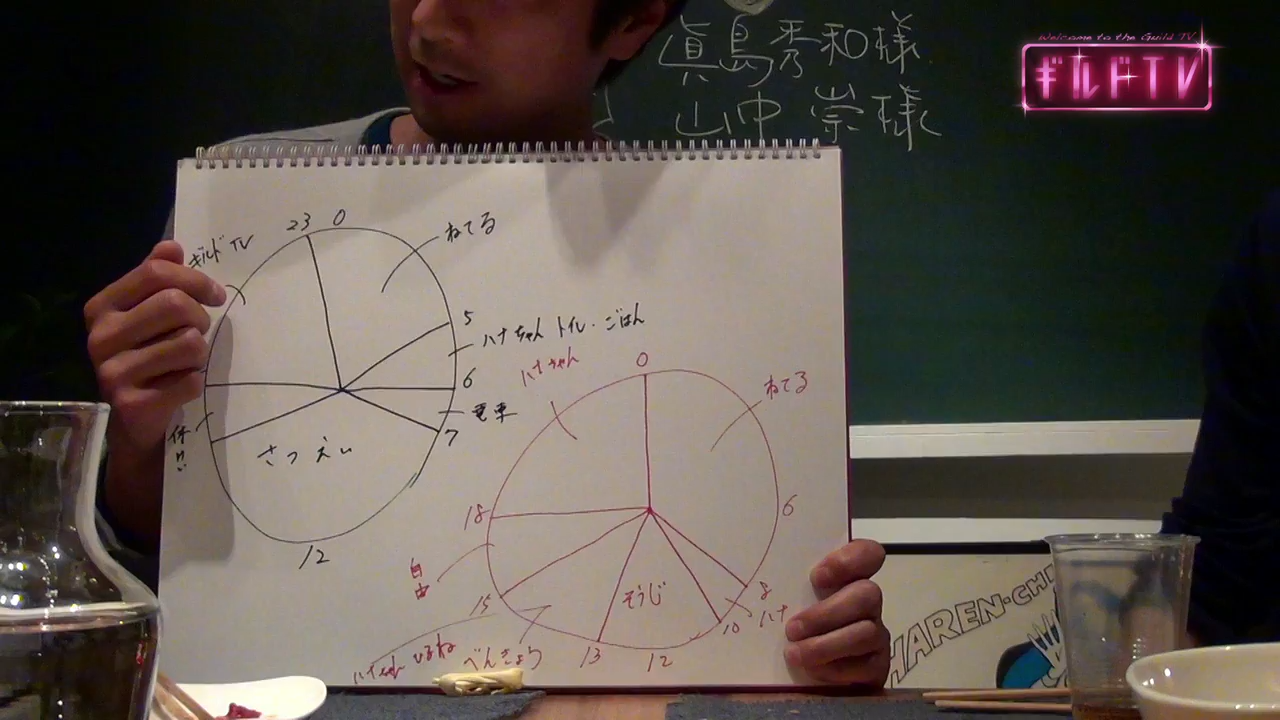 眞島秀和様
山中 崇様
Welcome to the Guild TV
ギルドTV
23 0
ねてる
ギルドTV
5
ハナちゃん トイレ・ごはん
6
電車
7
休けい
さつえい
12
ハナちゃん
0
ねてる
6
18
自由
15
そうじ
8
ハナ
10
13
12
ハナちゃん ひるね
べんきょう
HAREN-CH